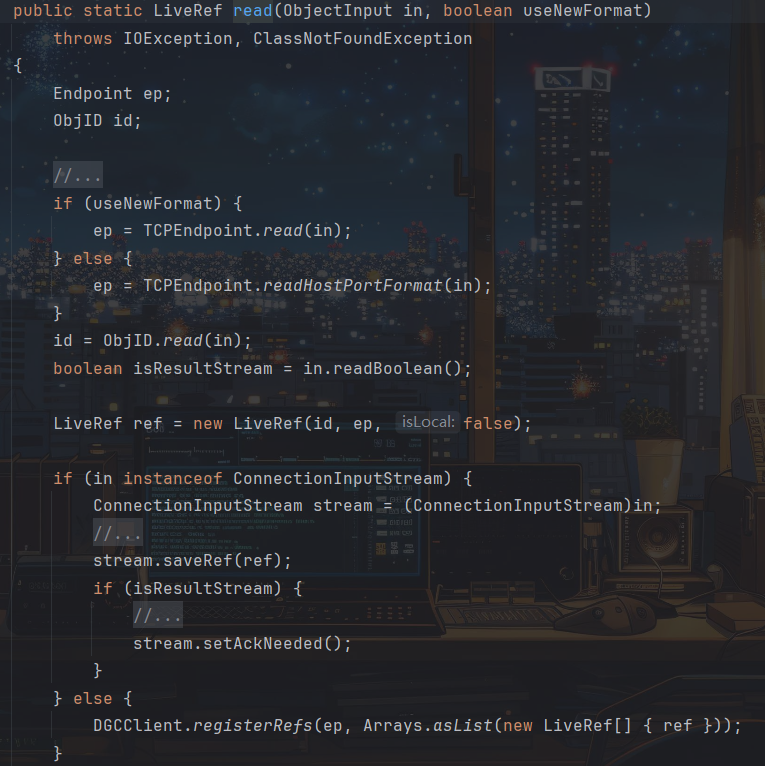 public static LiveRef read(ObjectInput in, boolean useNewFormat)
    throws IOException, ClassNotFoundException
{
    Endpoint ep;
    ObjID id;

    //...
    if (useNewFormat) {
        ep = TCPEndpoint.read(in);
    } else {
        ep = TCPEndpoint.readHostPortFormat(in);
    }
    id = ObjID.read(in);
    boolean isResultStream = in.readBoolean();

    LiveRef ref = new LiveRef(id, ep, isLocal: false);

    if (in instanceof ConnectionInputStream) {
        ConnectionInputStream stream = (ConnectionInputStream)in;
        //...
        stream.saveRef(ref);
        if (isResultStream) {
            //...
            stream.setAckNeeded();
        }
    } else {
        DGCClient.registerRefs(ep, Arrays.asList(new LiveRef[] { ref }));
    }